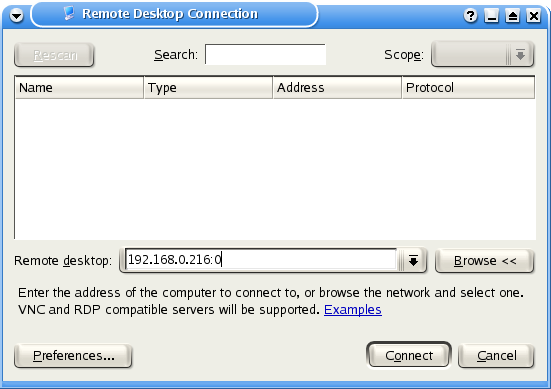 Remote Desktop Connection
Rescan Search: Scope:
Name Type Address Protocol
Remote desktop: 192.168.0.216:0 Browse <<
Enter the address of the computer to connect to, or browse the network and select one.
VNC and RDP compatible servers will be supported. Examples
Preferences... Connect Cancel